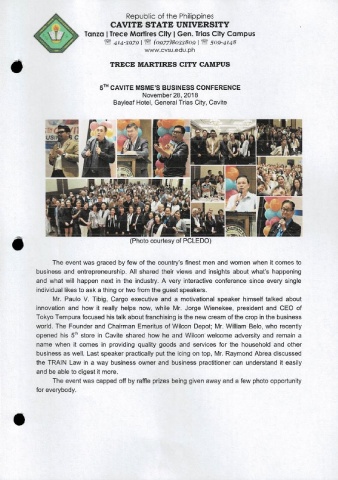 Republic of the Philippines
CAVITE STATE UNIVERSITY
Tanza | Trece Martires City | Gen. Trias City Campus
☏ 414-3979 | ☏ (0977)8033809 | ☏ 509-4148
www.cvsu.edu.ph
TRECE MARTIRES CITY CAMPUS
5TH CAVITE MSME'S BUSINESS CONFERENCE
November 28, 2018
Bayleaf Hotel, General Trias City, Cavite
(Photo courtesy of PCLEDO)
The event was graced by few of the country's finest men and women when it comes to
business and entrepreneurship. All shared their views and insights about what's happening
and what will happen next in the industry. A very interactive conference since every single
individual likes to ask a thing or two from the guest speakers.
Mr. Paulo V. Tibig, Cargo executive and a motivational speaker himself talked about
innovation and how it really helps now, while Mr. Jorge Wieneke, president and CEO of
Tokyo Tempura focused his talk about franchising is the new cream of the crop in the business
world. The Founder and Chairman Emeritus of Wilcon Depot; Mr. William Belo, who recently
opened his 5th store in Cavite shared how he and Wilcon welcome adversity and remain a
name when it comes in providing quality goods and services for the household and other
business as well. Last speaker practically put the icing on top, Mr. Raymond Abrea discussed
the TRAIN Law in a way business owner and business practitioner can understand it easily
and be able to digest it more.
The event was capped off by raffle prizes being given away and a few photo opportunity
for everybody.